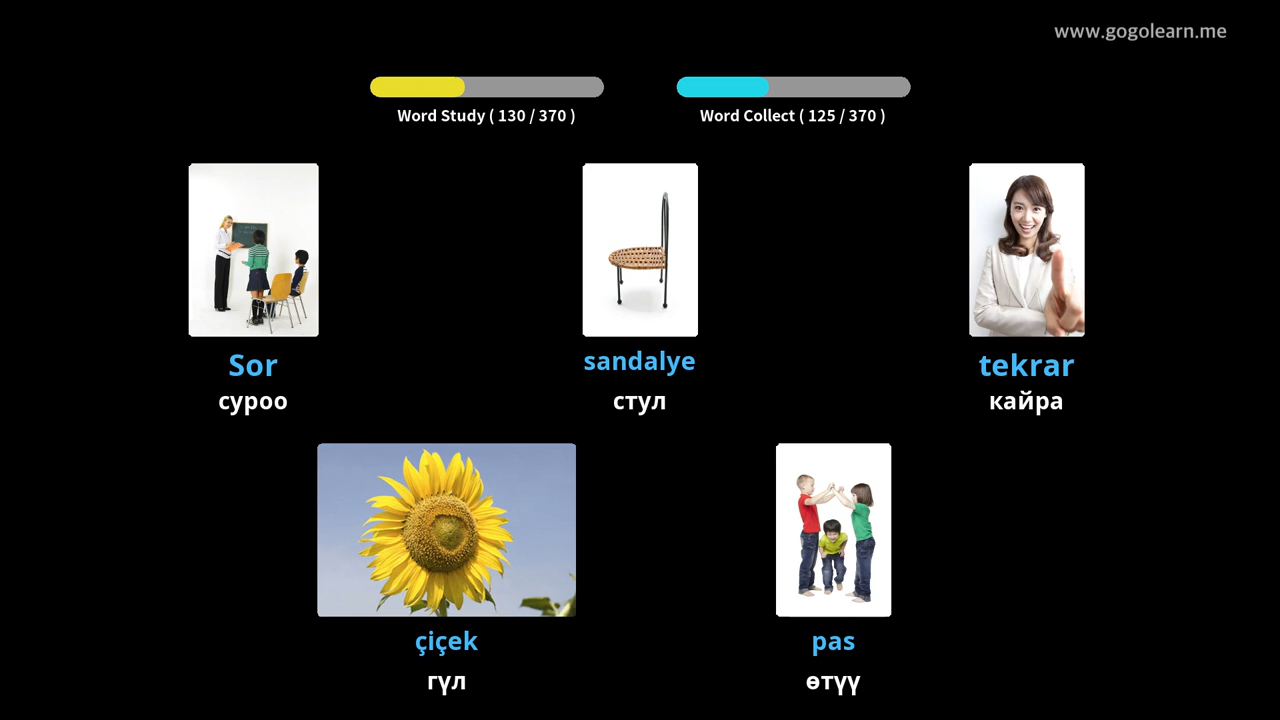 www.gogolearn.me
Word Study ( 130 / 370 )
Word Collect ( 125 / 370 )
Sor
суроо
sandalye
стул
tekrar
кайра
çiçek
гүл
pas
өтүү